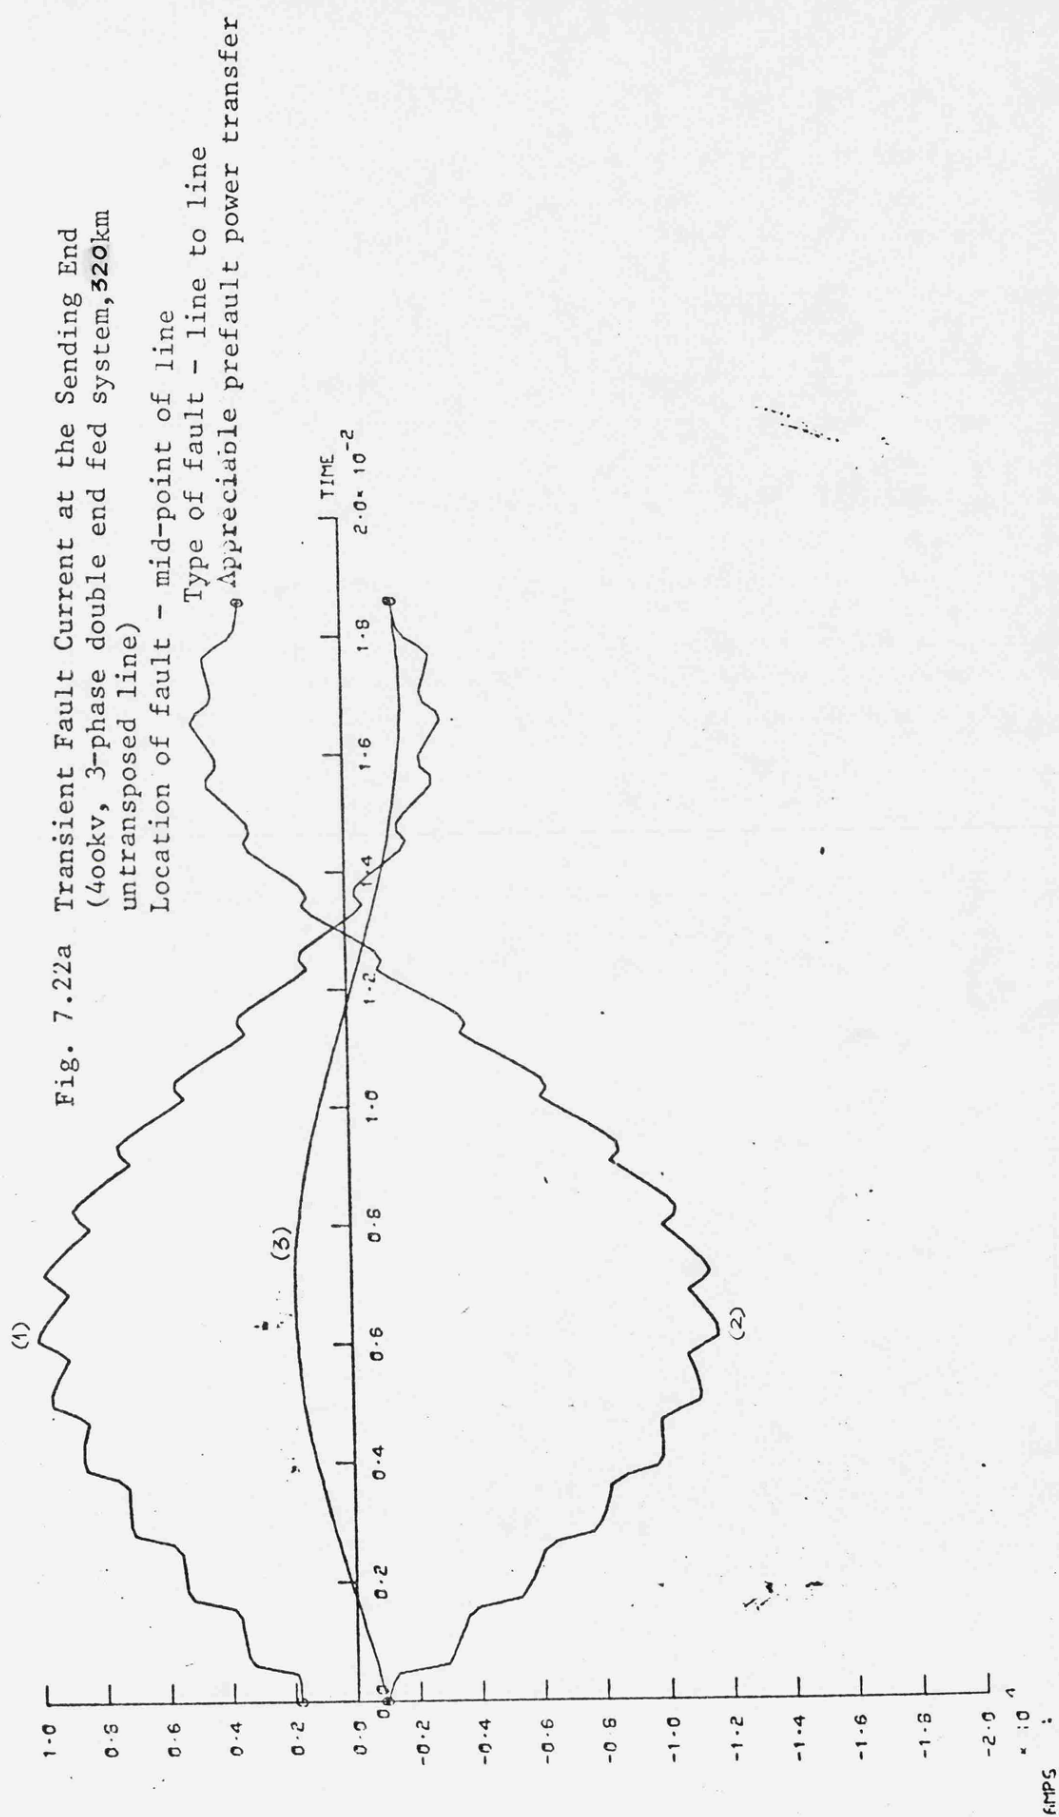 Fig. 7.22a Transient Fault Current at the Sending End
(400kv, 3-phase double end fed system, 320km
untransposed line)
Location of fault - mid-point of line
Type of fault - line to line
Appreciable prefault power transfer
(1)
(3)
(2)
1.0
0.8
0.6
0.4
0.2
0.0
-0.2
-0.4
-0.6
-0.8
-1.0
-1.2
-1.4
-1.6
-1.8
-2.0
× 10 4
AMPS
0.0
0.2
0.4
0.6
0.8
1.0
1.2
1.4
1.6
1.8
2.0× 10 -2
TIME